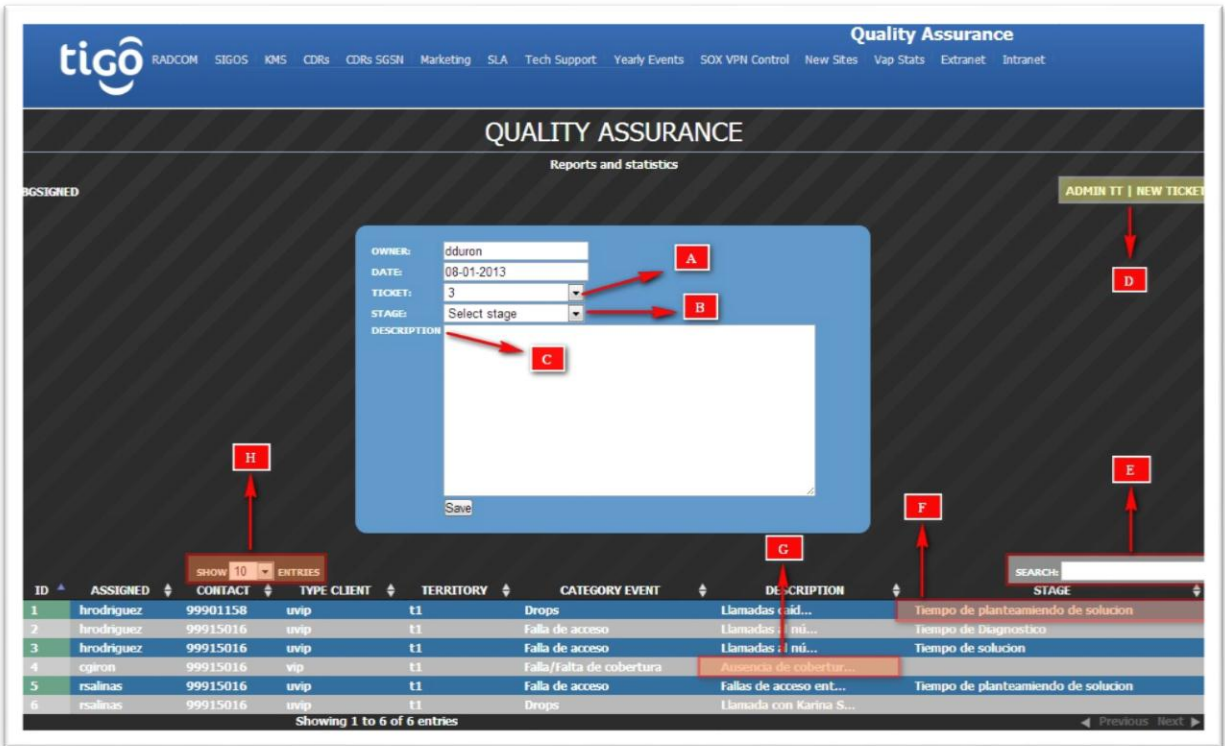 Quality Assurance
tigo RADCOM SIGOS KMS CDRs CDRs SGSN Marketing SLA Tech Support Yearly Events SOX VPN Control New Sites Vap Stats Extranet Intranet
QUALITY ASSURANCE
Reports and statistics
BGSIGNED ADMIN TT | NEW TICKET
OWNER: dduron
A
DATE: 08-01-2013
D
TICKET: 3
B
STAGE: Select stage
DESCRIPTION
C
H
E
Save
F
G
SHOW 10 ENTRIES SEARCH:
ID ASSIGNED CONTACT TYPE CLIENT TERRITORY CATEGORY EVENT DESCRIPTION STAGE
1 hrodriguez 99901158 uvip t1 Drops Llamadas caid... Tiempo de planteamiendo de solucion
2 hrodriguez 99915016 uvip t1 Falla de acceso Llamadas al nú... Tiempo de Diagnostico
3 hrodriguez 99915016 uvip t1 Falla de acceso Llamadas al nú... Tiempo de solucion
4 cgiron 99915016 vip t1 Falla/Falta de cobertura Ausencia de cobertur...
5 rsalinas 99915016 uvip t1 Falla de acceso Fallas de acceso ent... Tiempo de planteamiendo de solucion
6 rsalinas 99915016 uvip t1 Drops Llamada con Karina S...
Showing 1 to 6 of 6 entries Previous Next